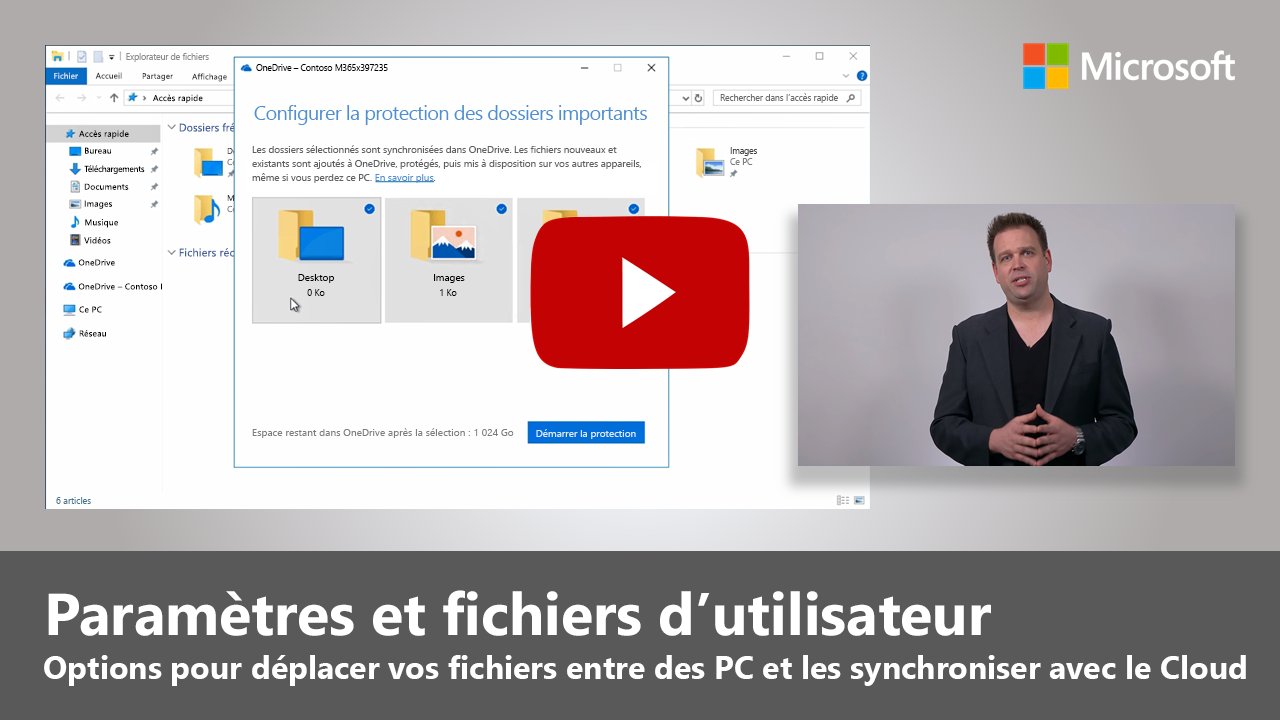 Explorateur de fichiers
Fichier Accueil Partager Affichage
Accès rapide
Rechercher dans l'accès rapide
Accès rapide
Bureau
Téléchargements
Documents
Images
Musique
Vidéos
OneDrive
OneDrive – Contoso
Ce PC
Réseau
Dossiers
Fichiers
Images
Ce PC
6 articles
OneDrive – Contoso M365x397235
Configurer la protection des dossiers importants
Les dossiers sélectionnés sont synchronisées dans OneDrive. Les fichiers nouveaux et
existants sont ajoutés à OneDrive, protégés, puis mis à disposition sur vos autres appareils,
même si vous perdez ce PC. En savoir plus.
Desktop
0 Ko
Images
1 Ko
Espace restant dans OneDrive après la sélection : 1 024 Go
Démarrer la protection
Microsoft
Paramètres et fichiers d’utilisateur
Options pour déplacer vos fichiers entre des PC et les synchroniser avec le Cloud